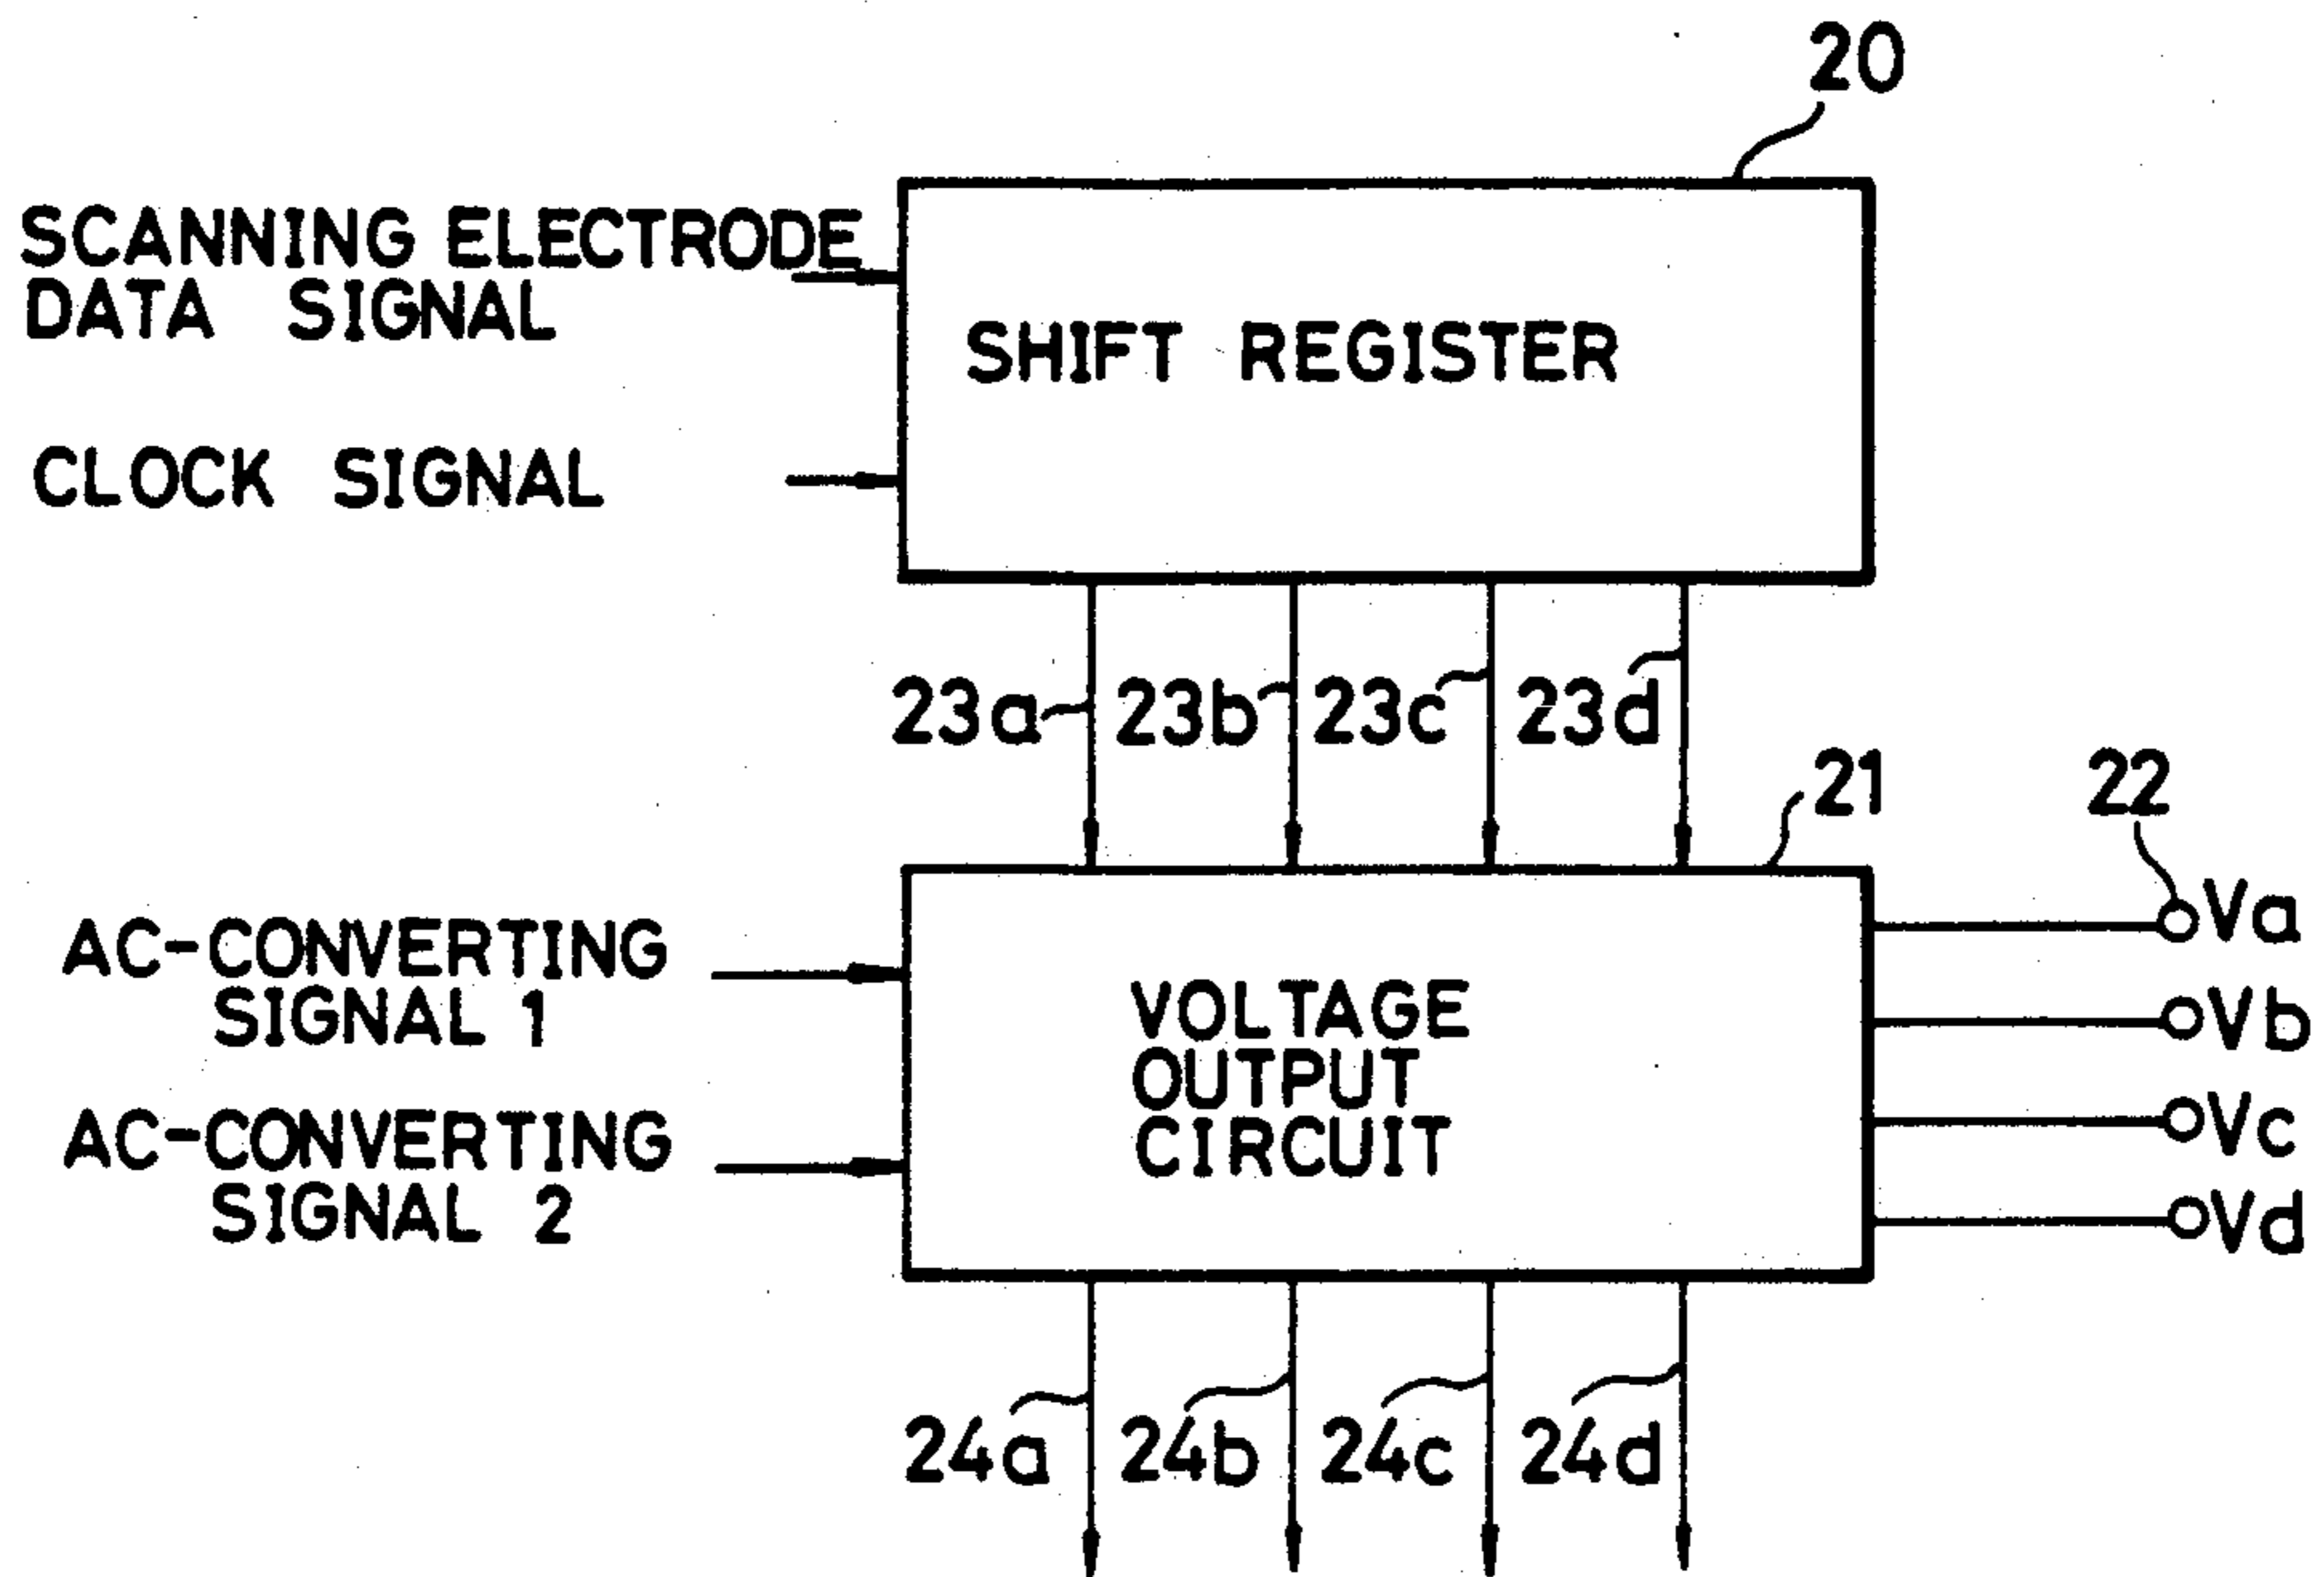 20
SCANNING ELECTRODE
DATA SIGNAL
SHIFT REGISTER
CLOCK SIGNAL
23a 23b 23c 23d
21
22
Va
AC-CONVERTING
SIGNAL 1
VOLTAGE
OUTPUT
CIRCUIT
Vb
AC-CONVERTING
SIGNAL 2
Vc
Vd
24a 24b 24c 24d